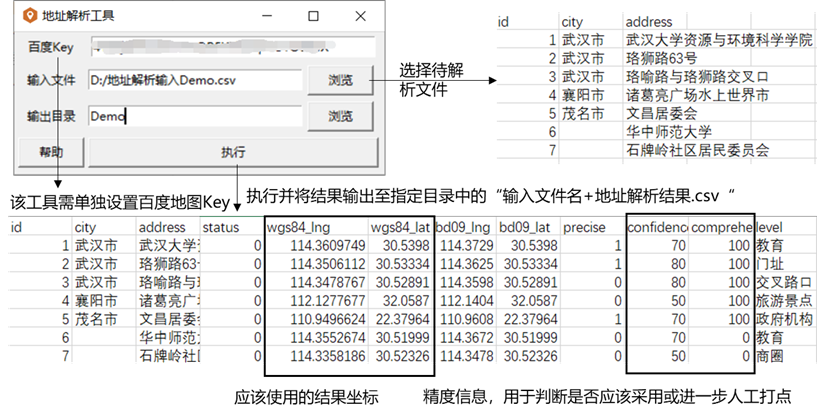 地址解析工具
百度Key
输入文件 D:/地址解析输入Demo.csv 浏览
输出目录 Demo 浏览
帮助 执行
选择待解
析文件
id city address
1 武汉市 武汉大学资源与环境科学学院
2 武汉市 珞狮路63号
3 武汉市 珞喻路与珞狮路交叉口
4 襄阳市 诸葛亮广场水上世界市
5 茂名市 文昌居委会
6 华中师范大学
7 石牌岭社区居民委员会
该工具需单独设置百度地图Key
执行并将结果输出至指定目录中的“输入文件名+地址解析结果.csv“
id city address status wgs84_lng wgs84_lat bd09_lng bd09_lat precise confidence comprehe level
1 武汉市 武汉大学 0 114.3609749 30.5398 114.3729 30.5398 1 70 100 教育
2 武汉市 珞狮路63 0 114.3506112 30.53334 114.3625 30.53334 1 80 100 门址
3 武汉市 珞喻路与 0 114.3478767 30.52891 114.3598 30.52891 0 80 100 交叉路口
4 襄阳市 诸葛亮广 0 112.1277677 32.0587 112.1404 32.0587 0 50 100 旅游景点
5 茂名市 文昌居委 0 110.9496624 22.37964 110.9608 22.37964 1 70 100 政府机构
6 华中师范 0 114.3552674 30.51999 114.3672 30.51999 0 70 0 教育
7 石牌岭社 0 114.3358186 30.52326 114.3478 30.52326 0 50 0 商圈
应该使用的结果坐标
精度信息，用于判断是否应该采用或进一步人工打点